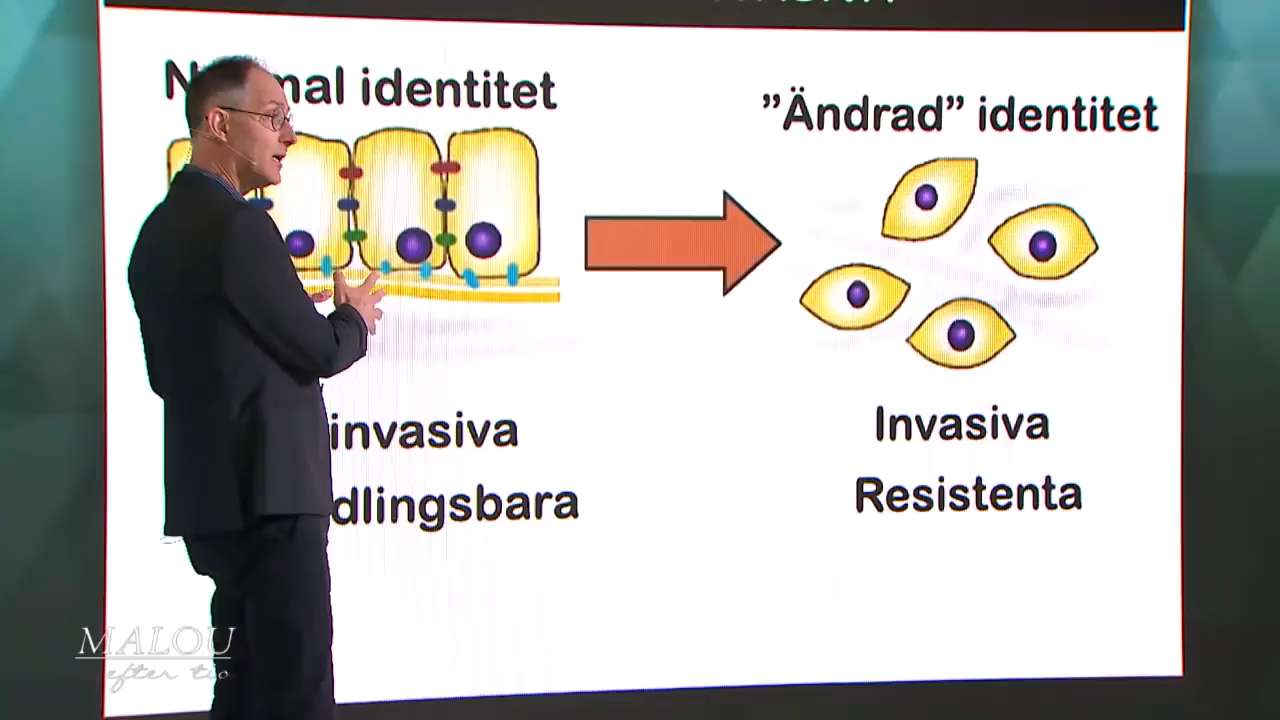 Normal identitet
”Ändrad” identitet
invasiva
Invasiva
dlingsbara
Resistenta
MALOU
efter tio